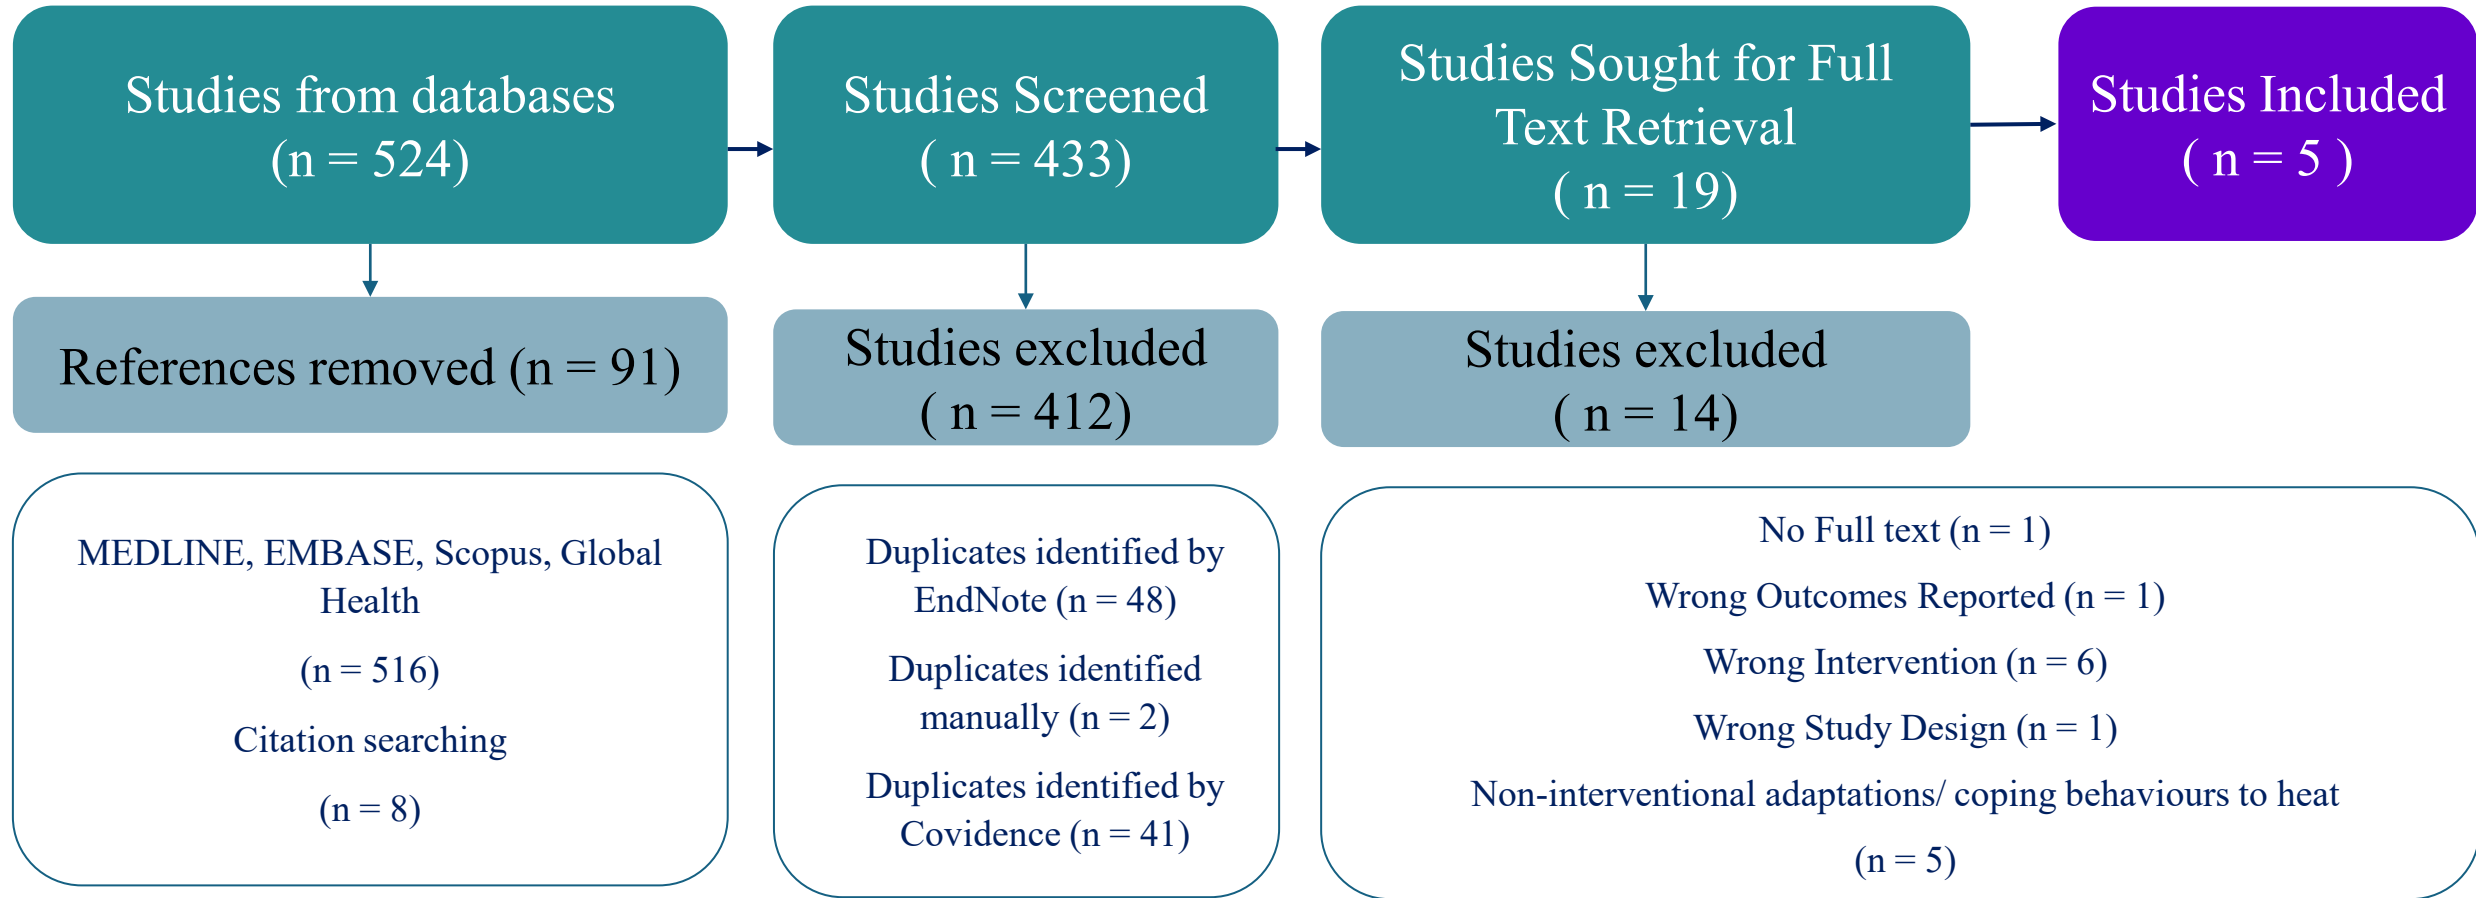 Studies from databases
(n = 524)
Studies Screened
( n = 433)
Studies Sought for Full
Text Retrieval
( n = 19)
Studies Included
( n = 5 )
References removed (n = 91)
Studies excluded
( n = 412)
Studies excluded
( n = 14)
MEDLINE, EMBASE, Scopus, Global
Health
(n = 516)
Citation searching
(n = 8)
Duplicates identified by
EndNote (n = 48)
Duplicates identified
manually (n = 2)
Duplicates identified by
Covidence (n = 41)
No Full text (n = 1)
Wrong Outcomes Reported (n = 1)
Wrong Intervention (n = 6)
Wrong Study Design (n = 1)
Non-interventional adaptations/ coping behaviours to heat
(n = 5)